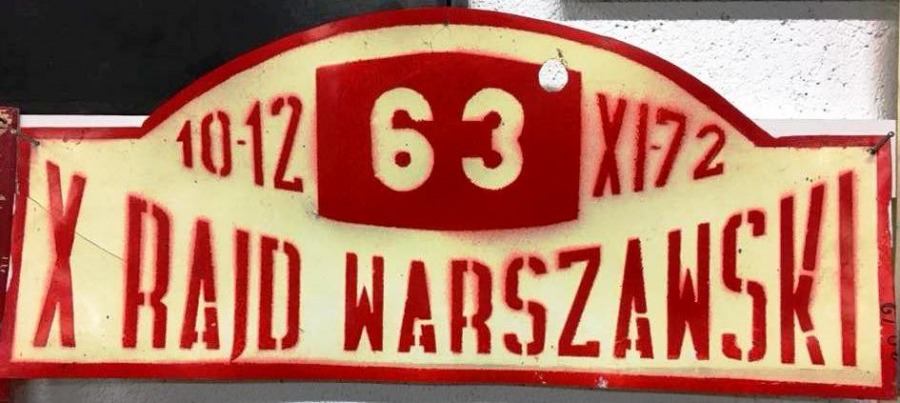 10-12 63 XI-72
X RAJD WARSZAWSKI